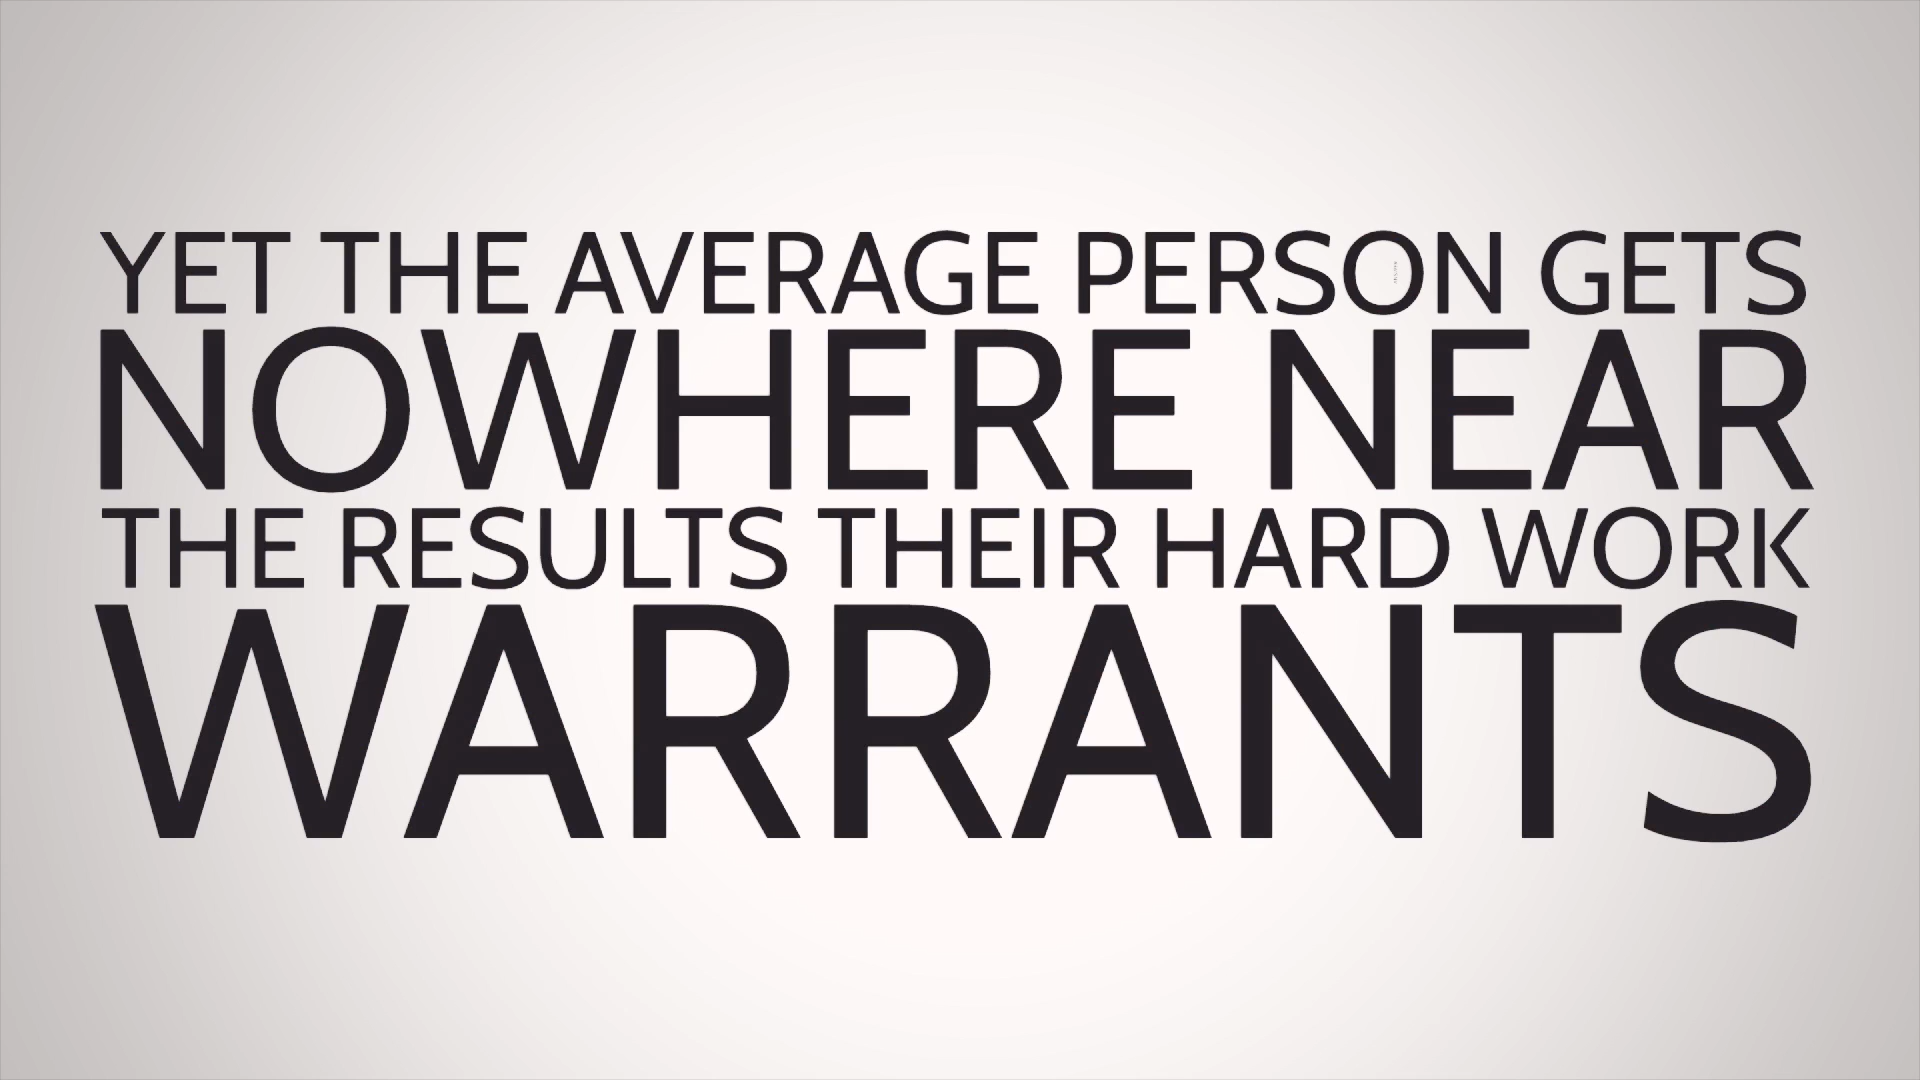 YET THE AVERAGE PERSON GETS
NOWHERE NEAR
THE RESULTS THEIR HARD WORK
WARRANTS